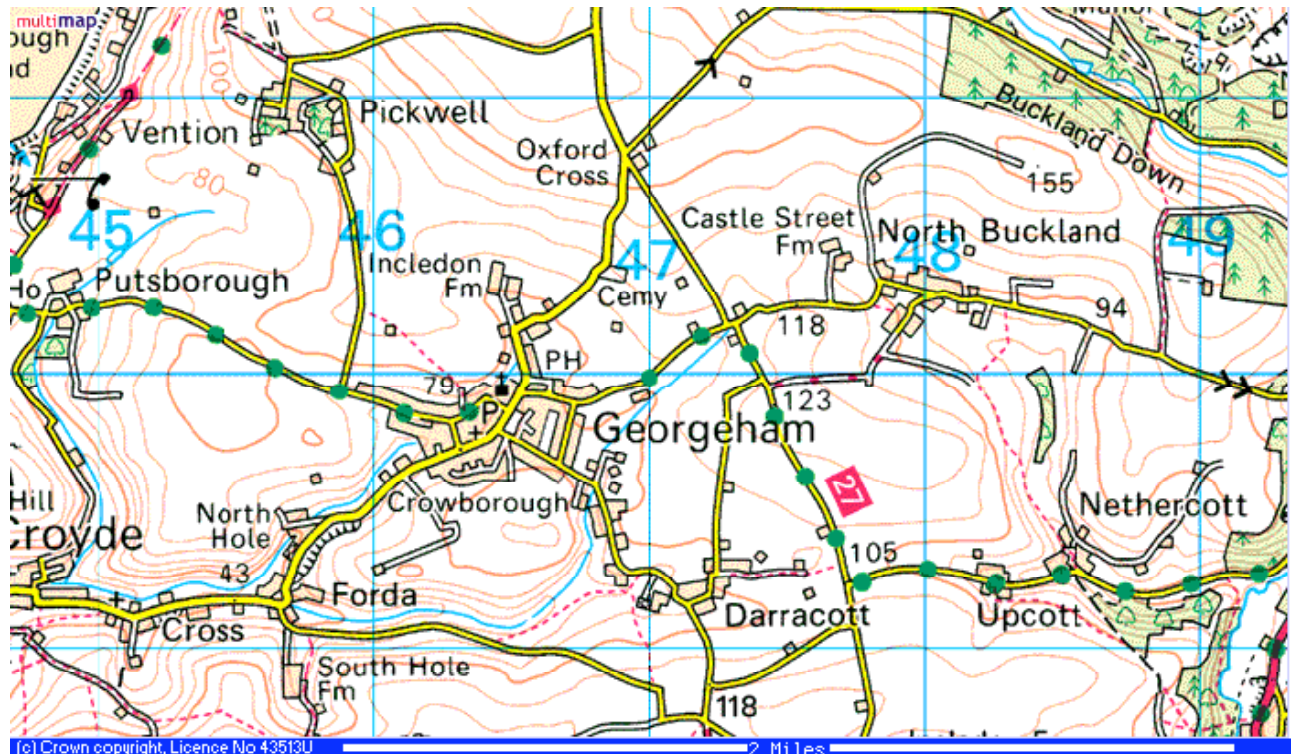 multimap
ough
nd
100
Pickwell
Vention
Manor
Buckland Down
Oxford
Cross
80
155
45
46
47
48
49
Castle Street
Fm
North Buckland
Incledon
Fm
Putsborough
Ho
Cemy
118
94
PH
79
P
123
Georgeham
27
Hill
Croyde
North
Hole
Crowborough
Nethercott
43
105
Forda
Darracott
Upcott
Cross
South Hole
Fm
118
(c) Crown copyright, Licence No 43513U
2 Miles